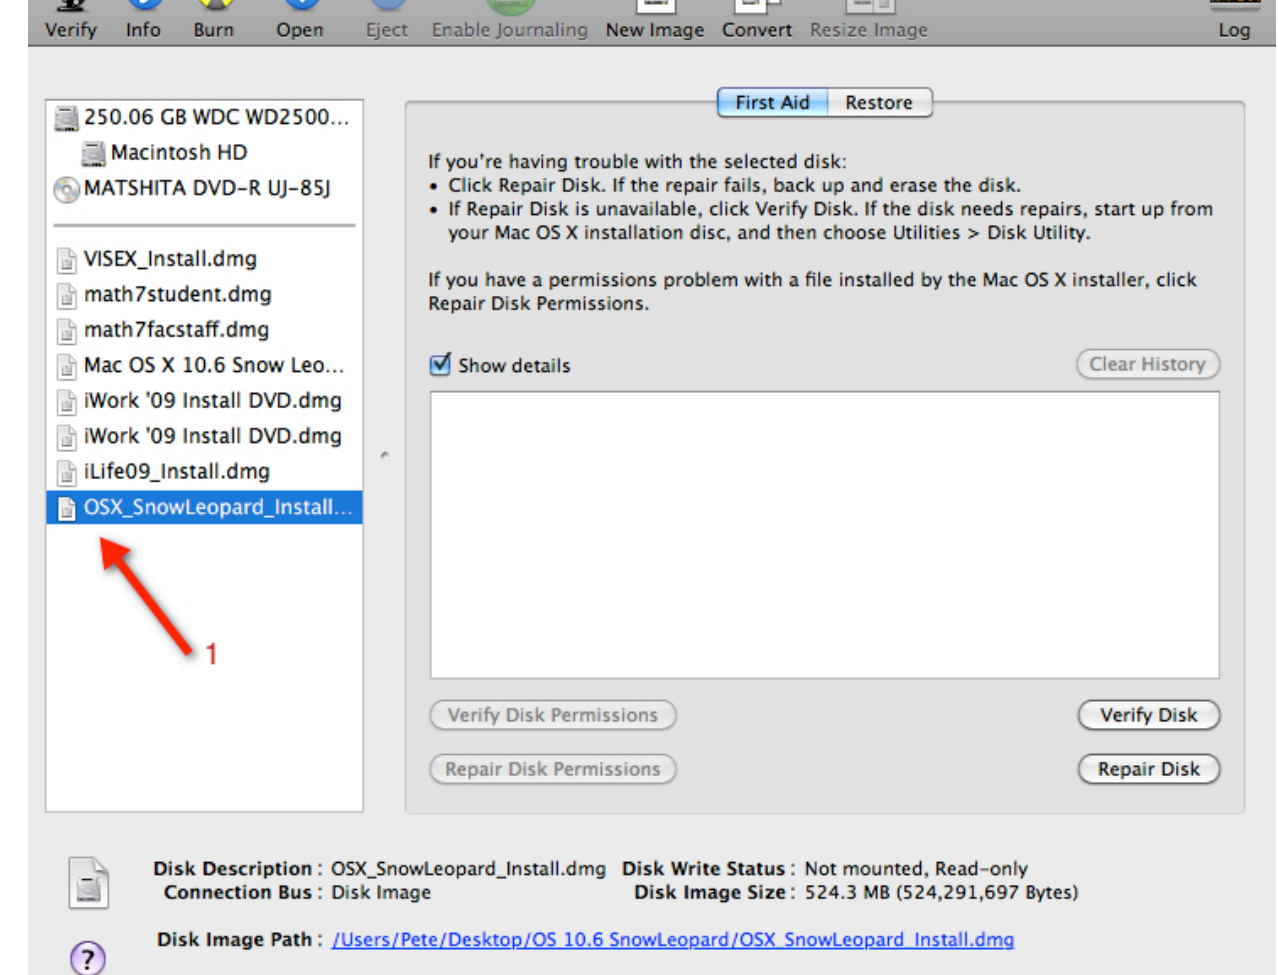 Verify Info Burn Open Eject Enable Journaling New Image Convert Resize Image Log
250.06 GB WDC WD2500...
Macintosh HD
MATSHITA DVD-R UJ-85J
VISEX_Install.dmg
math7student.dmg
math7facstaff.dmg
Mac OS X 10.6 Snow Leo...
iWork '09 Install DVD.dmg
iWork '09 Install DVD.dmg
iLife09_Install.dmg
OSX_SnowLeopard_Install...
1
First Aid Restore
If you're having trouble with the selected disk:
• Click Repair Disk. If the repair fails, back up and erase the disk.
• If Repair Disk is unavailable, click Verify Disk. If the disk needs repairs, start up from
your Mac OS X installation disc, and then choose Utilities > Disk Utility.
If you have a permissions problem with a file installed by the Mac OS X installer, click
Repair Disk Permissions.
Show details Clear History
Verify Disk Permissions Verify Disk
Repair Disk Permissions Repair Disk
Disk Description : OSX_SnowLeopard_Install.dmg Disk Write Status : Not mounted, Read-only
Connection Bus : Disk Image Disk Image Size : 524.3 MB (524,291,697 Bytes)
Disk Image Path : /Users/Pete/Desktop/OS 10.6 SnowLeopard/OSX_SnowLeopard_Install.dmg
?